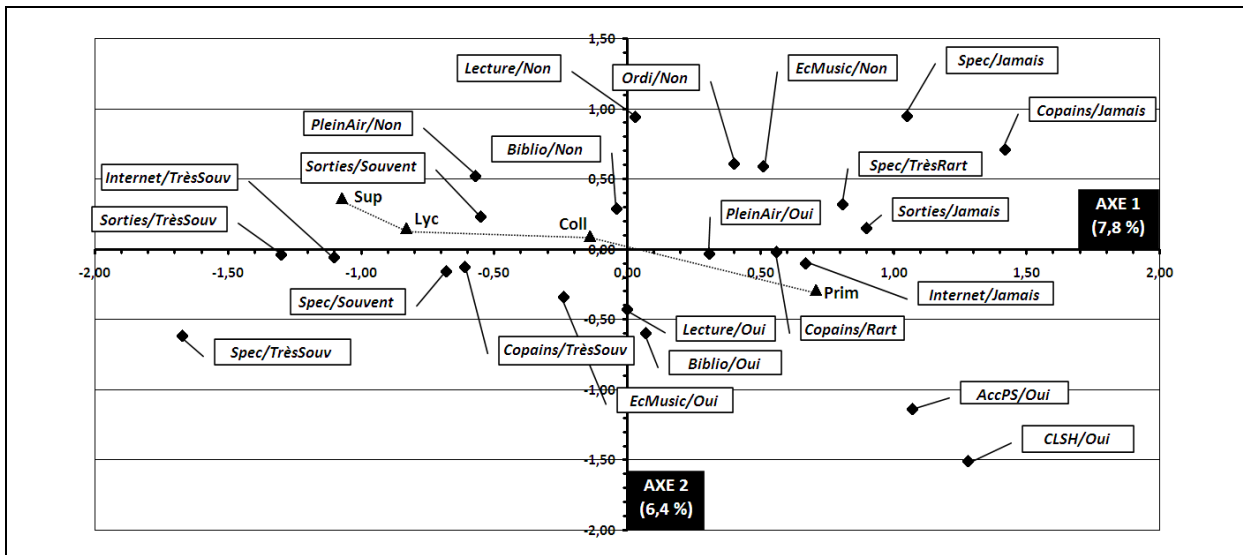 1,50
Lecture/Non
Ordi/Non
EcMusic/Non
Spec/Jamais
1,00
PleinAir/Non
Copains/Jamais
Biblio/Non
Sorties/Souvent
Spec/TrèsRart
0,50
Internet/TrèsSouv
Sup
Lyc
Coll
PleinAir/Oui
Sorties/Jamais
AXE 1
(7,8 %)
Sorties/TrèsSouv
0,00
-2,00
-1,50
-1,00
-0,50
0,00
0,50
1,00
1,50
2,00
Spec/Souvent
Prim
Internet/Jamais
-0,50
Lecture/Oui
Copains/Rart
Spec/TrèsSouv
Copains/TrèsSouv
Biblio/Oui
EcMusic/Oui
-1,00
AccPS/Oui
CLSH/Oui
-1,50
AXE 2
(6,4 %)
-2,00